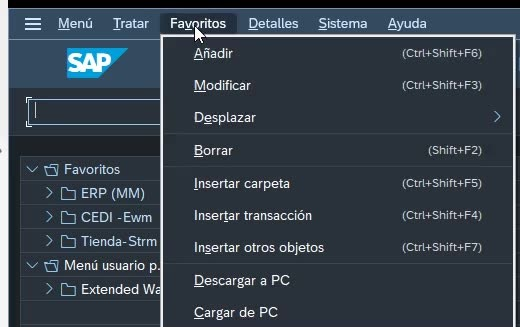 Menú Tratar Favoritos Detalles Sistema Ayuda
SAP
Añadir (Ctrl+Shift+F6)
Modificar (Ctrl+Shift+F3)
Desplazar
Borrar (Shift+F2)
Insertar carpeta (Ctrl+Shift+F5)
Insertar transacción (Ctrl+Shift+F4)
Insertar otros objetos (Ctrl+Shift+F7)
Descargar a PC
Cargar de PC
Favoritos
ERP (MM)
CEDI -Ewm
Tienda-Strm
Menú usuario p.
Extended Wa